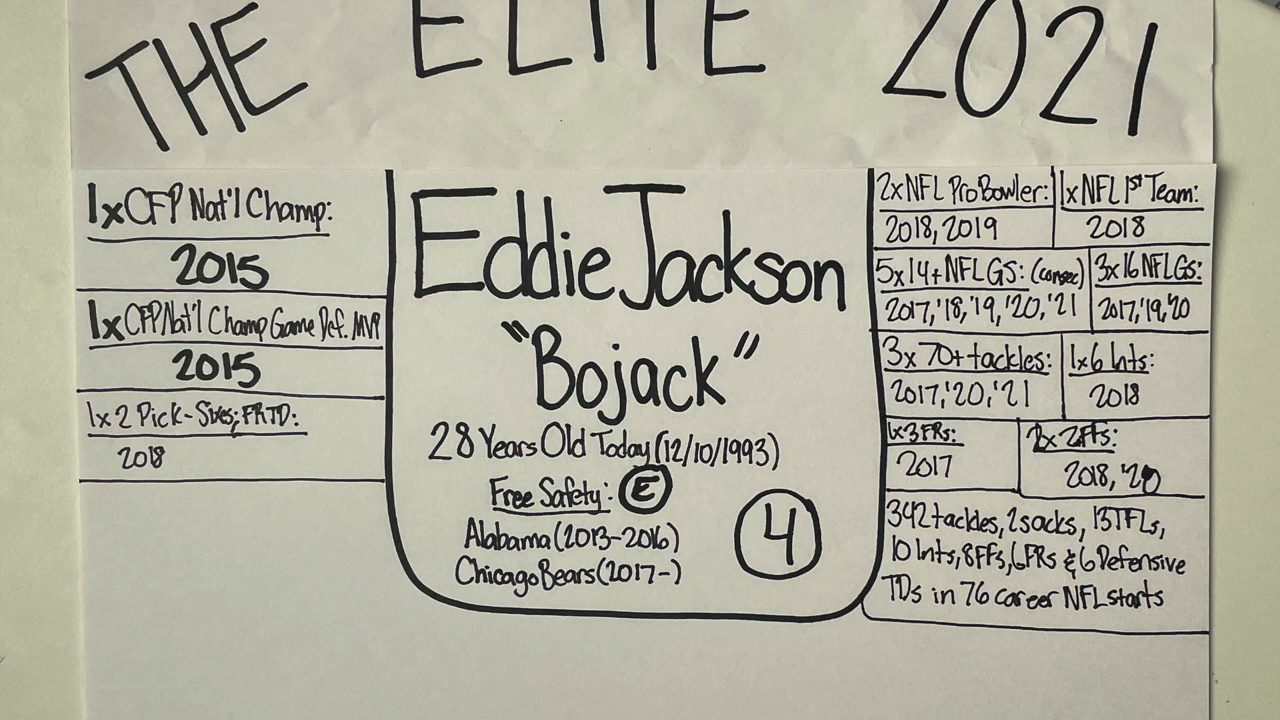 THE ELITE 2021
1x CFP Nat'l Champ:
2015
1x CFP Nat'l Champ Game Def. MVP
2015
1x 2 Pick-Sixes; FRTD:
2018
Eddie Jackson
"Bojack"
28 Years Old Today (12/10/1993)
Free Safety: E
Alabama (2013-2016)
Chicago Bears (2017-)
4
2x NFL Pro Bowler:
2018, 2019
1x NFL 1st Team:
2018
5x 14+ NFL GS: (consec)
2017, '18, '19, '20, '21
3x 16 NFL GS:
2017, '19, '20
3x 70+ tackles:
2017, '20, '21
1x 6 Ints:
2018
1x 3 FRs:
2017
2x 2 FFs:
2018, '20
342 tackles, 2 sacks, 13 TFLs,
10 Ints, 8 FFs, 6 FRs & 6 Defensive
TDs in 76 career NFL starts